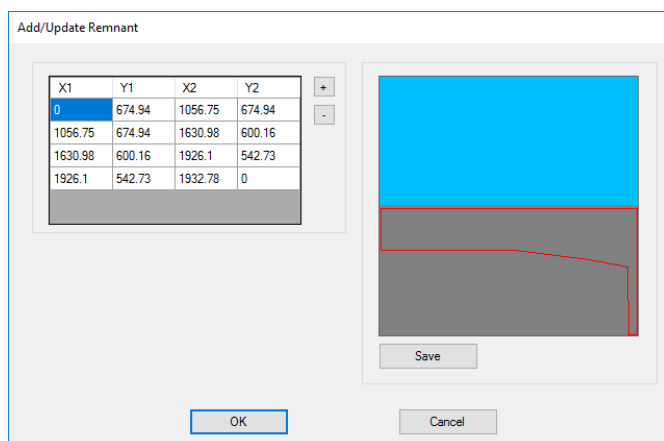 Add/Update Remnant
X1 Y1 X2 Y2 +
0 674.94 1056.75 674.94 -
1056.75 674.94 1630.98 600.16
1630.98 600.16 1926.1 542.73
1926.1 542.73 1932.78 0
Save
OK Cancel